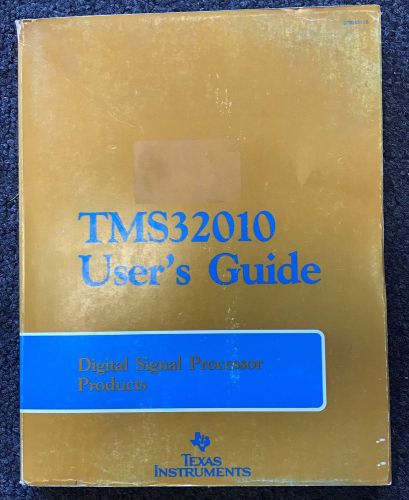 TMS32010
User's Guide
Digital Signal Processor
Products
TEXAS
INSTRUMENTS